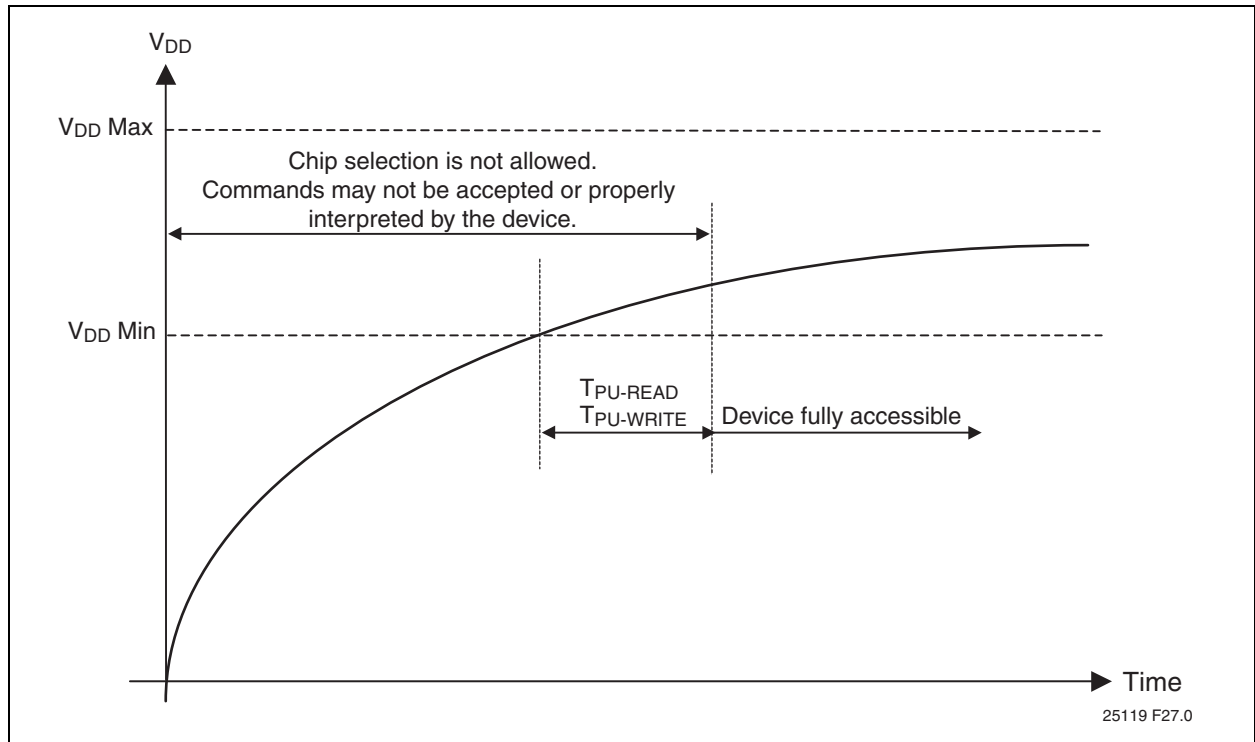 VDD
VDD Max
Chip selection is not allowed.
Commands may not be accepted or properly
interpreted by the device.
VDD Min
TPU-READ
TPU-WRITE
Device fully accessible
Time
25119 F27.0